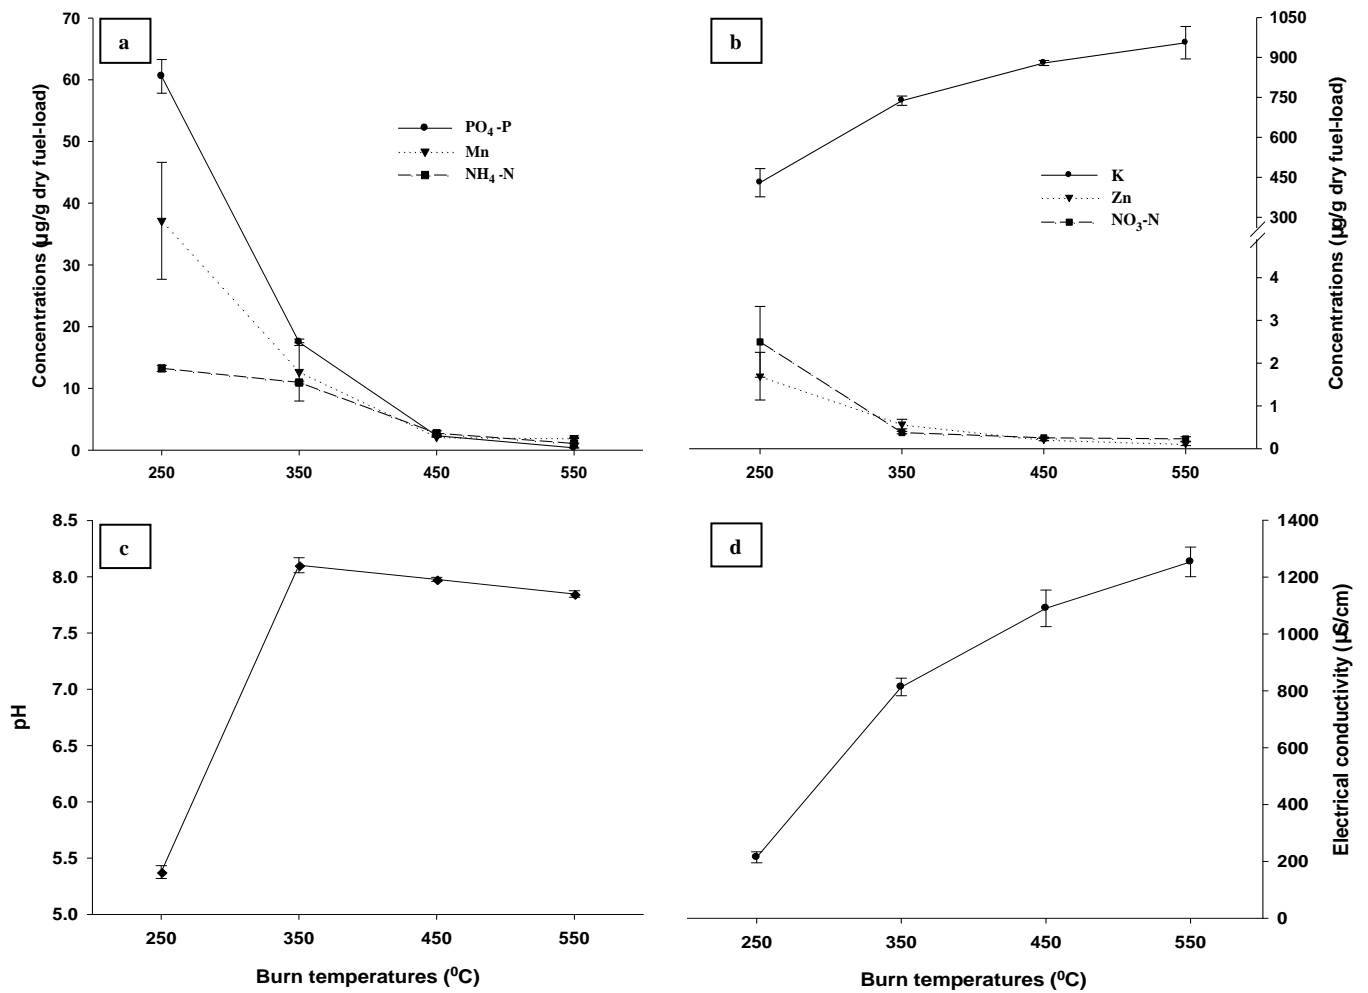 a
Concentrations (µg/g dry fuel-load)
70
60
50
40
30
20
10
0
PO4 -P
Mn
NH4 -N
250 350 450 550
b
K
Zn
NO3-N
1050
900
750
600
450
300
4
3
2
1
0
Concentrations (µg/g dry fuel-load)
250 350 450 550
c
pH
8.5
8.0
7.5
7.0
6.5
6.0
5.5
5.0
250 350 450 550
Burn temperatures (⁰C)
d
1400
1200
1000
800
600
400
200
0
Electrical conductivity (µS/cm)
250 350 450 550
Burn temperatures (⁰C)